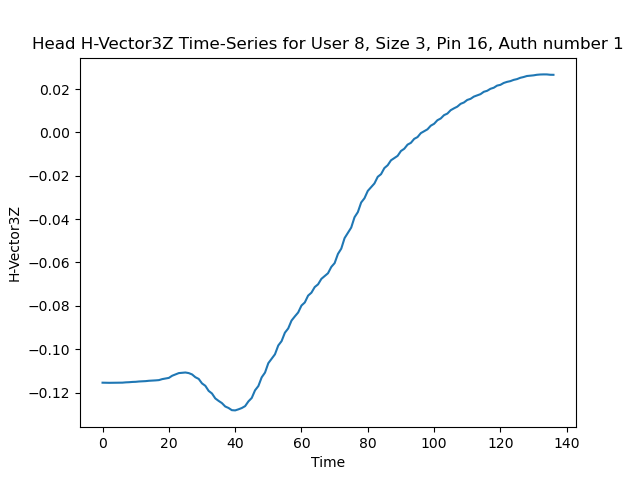 Head H-Vector3Z Time-Series for User 8, Size 3, Pin 16, Auth number 1
0.02
0.00
−0.02
−0.04
−0.06
−0.08
−0.10
−0.12
H-Vector3Z
0 20 40 60 80 100 120 140
Time